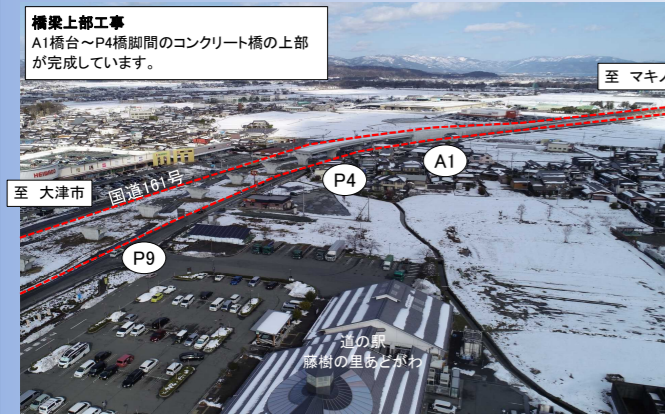 橋梁上部工事
A1橋台～P4橋脚間のコンクリート橋の上部
が完成しています。
至 マキノ
至 大津市
国道161号
P4
A1
P9
道の駅
藤樹の里あどがわ
HEIWADO